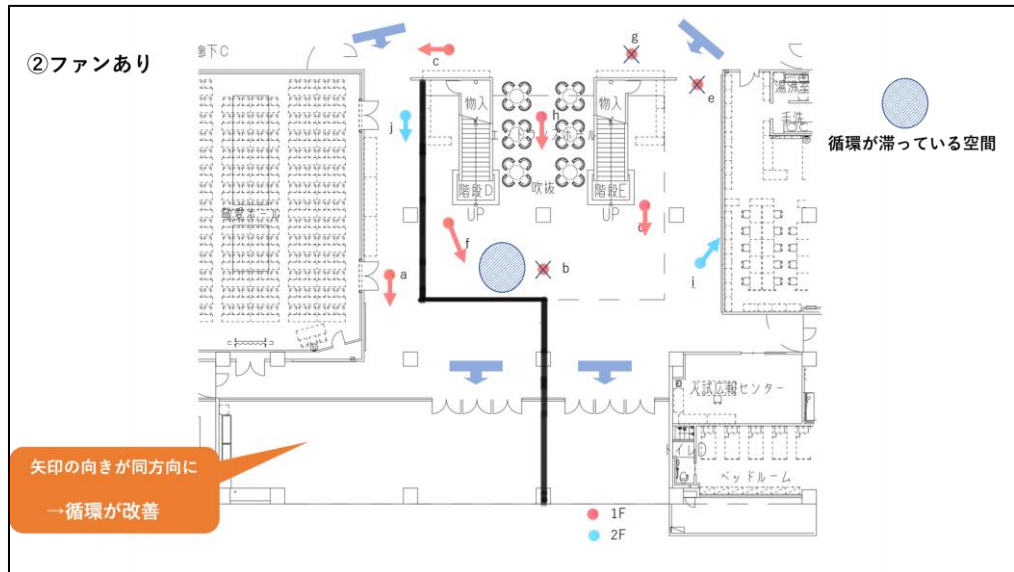 ②ファンあり
廊下C
c
g
e
湯沸室
手洗
循環が滞っている空間
物入
物入
j
h
吹抜
階段D
階段E
UP
UP
d
f
b
a
i
入試広報センター
ベッドルーム
矢印の向きが同方向に
→循環が改善
1F
2F